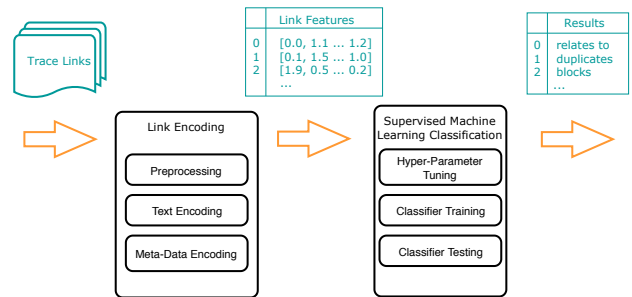 Trace Links
Link Features
0 [0.0, 1.1 ... 1.2]
1 [0.1, 1.5 ... 1.0]
2 [1.9, 0.5 ... 0.2]
...
Results
0 relates to
1 duplicates
2 blocks
...
Link Encoding
Preprocessing
Text Encoding
Meta-Data Encoding
Supervised Machine
Learning Classification
Hyper-Parameter
Tuning
Classifier Training
Classifier Testing